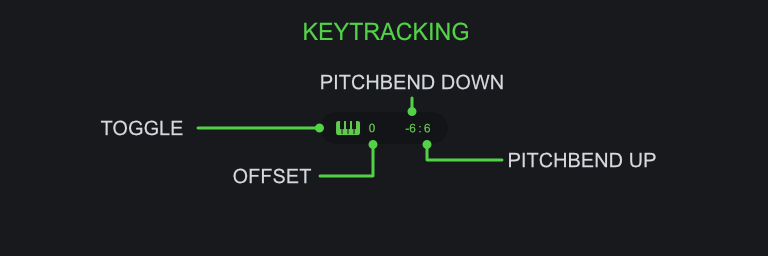 KEYTRACKING
PITCHBEND DOWN
TOGGLE
0
-6 : 6
PITCHBEND UP
OFFSET